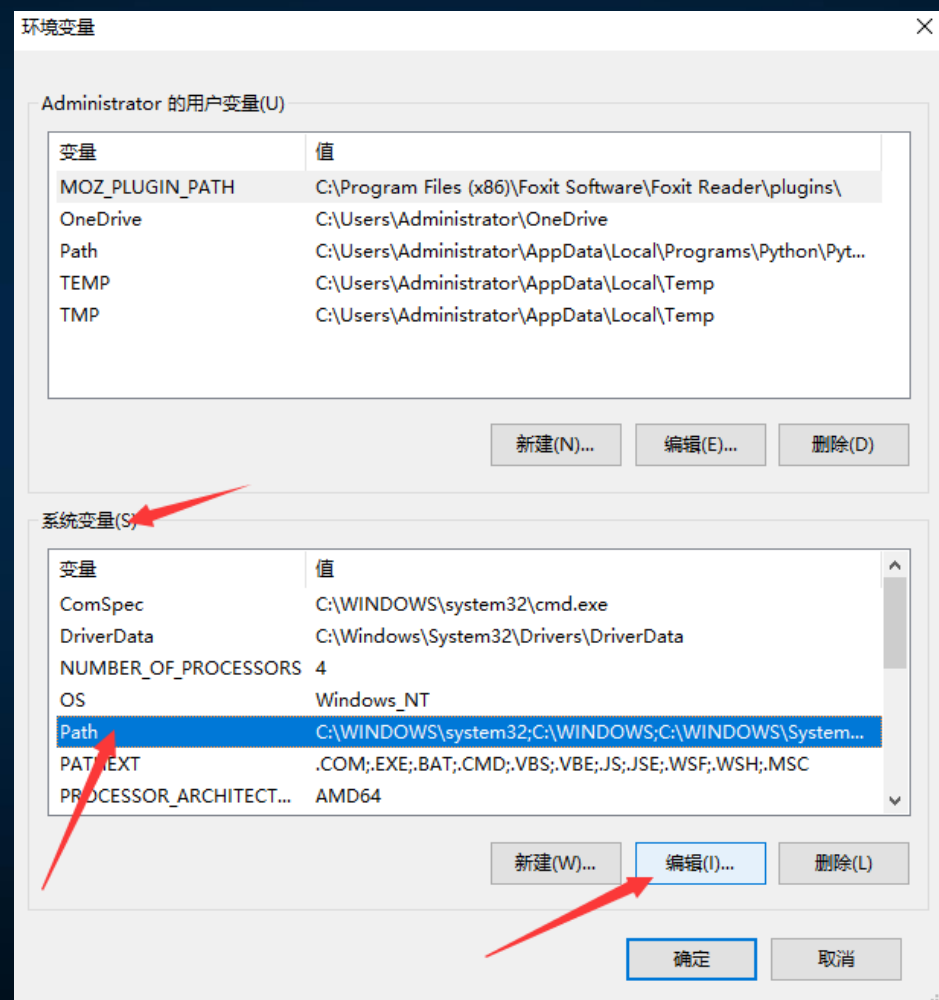 环境变量
Administrator 的用户变量(U)
变量 值
MOZ_PLUGIN_PATH C:\Program Files (x86)\Foxit Software\Foxit Reader\plugins\
OneDrive C:\Users\Administrator\OneDrive
Path C:\Users\Administrator\AppData\Local\Programs\Python\Pyt...
TEMP C:\Users\Administrator\AppData\Local\Temp
TMP C:\Users\Administrator\AppData\Local\Temp
新建(N)... 编辑(E)... 删除(D)
系统变量(S)
变量 值
ComSpec C:\WINDOWS\system32\cmd.exe
DriverData C:\Windows\System32\Drivers\DriverData
NUMBER_OF_PROCESSORS 4
OS Windows_NT
Path C:\WINDOWS\system32;C:\WINDOWS;C:\WINDOWS\System...
PATHEXT .COM;.EXE;.BAT;.CMD;.VBS;.VBE;.JS;.JSE;.WSF;.WSH;.MSC
PROCESSOR_ARCHITECT... AMD64
新建(W)... 编辑(I)... 删除(L)
确定 取消